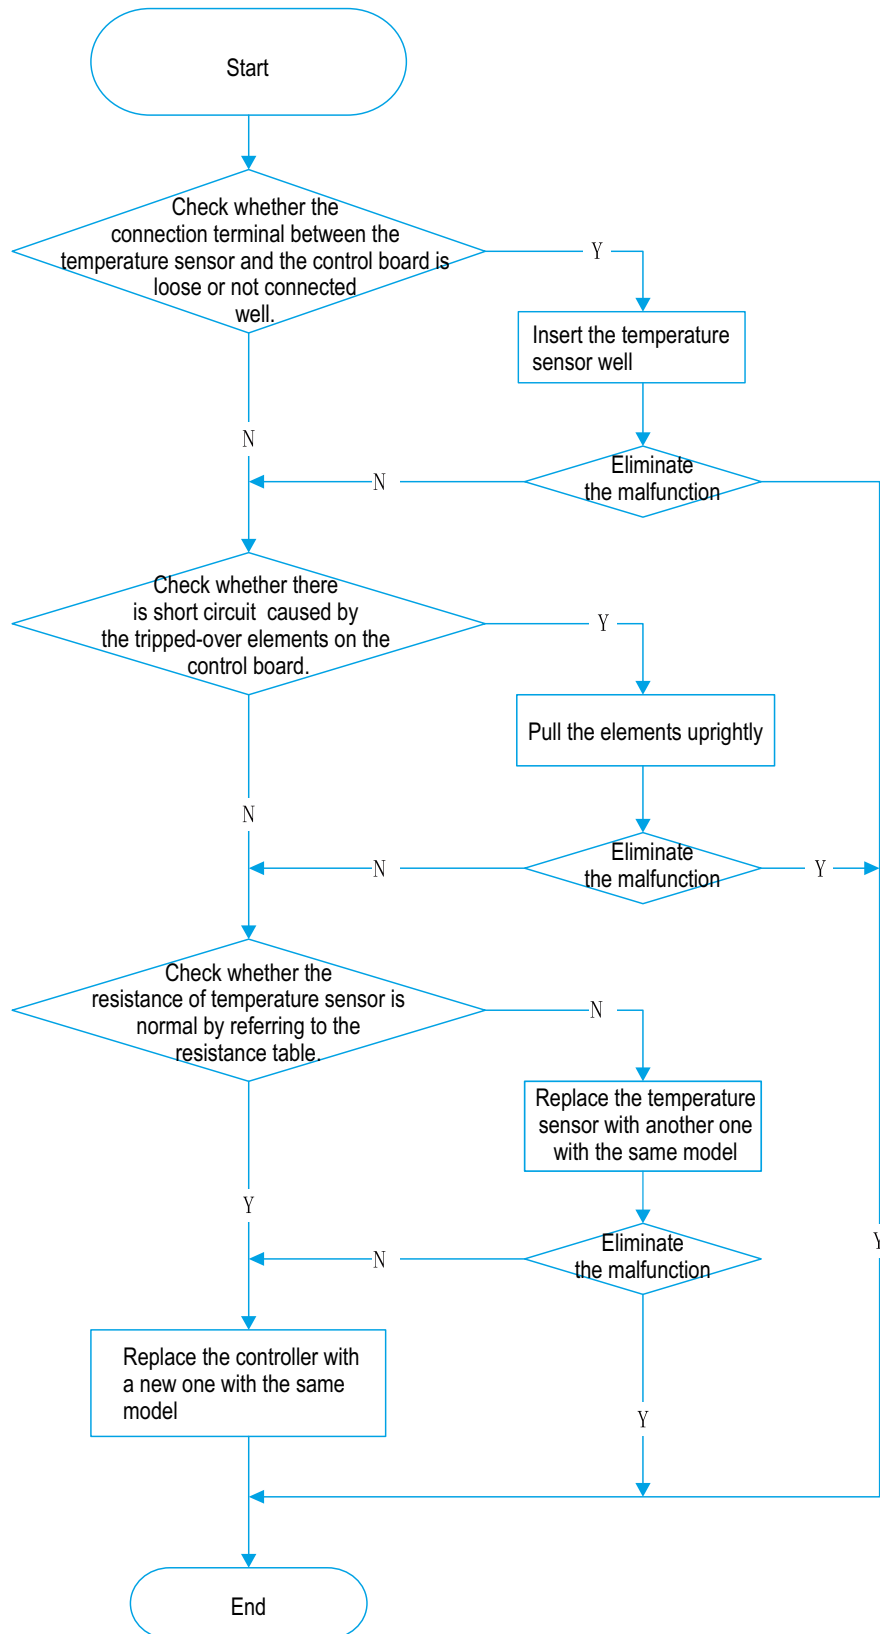 Start
Check whether the
connection terminal between the
temperature sensor and the control board is
loose or not connected
well.
Y
Insert the temperature
sensor well
N
Eliminate
the malfunction
N
Check whether there
is short circuit caused by
the tripped-over elements on the
control board.
Y
Pull the elements uprightly
N
Eliminate
the malfunction
N
Y
Check whether the
resistance of temperature sensor is
normal by referring to the
resistance table.
N
Replace the temperature
sensor with another one
with the same model
Y
Eliminate
the malfunction
N
Y
Replace the controller with
a new one with the same
model
Y
End